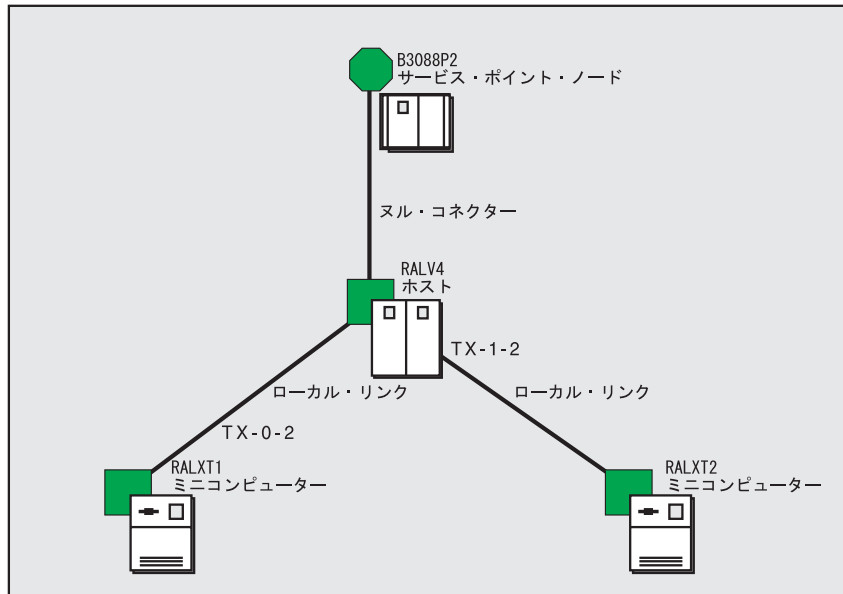 B3088P2
サービス・ポイント・ノード
ヌル・コネクター
RALV4
ホスト
TX-1-2
ローカル・リンク
ローカル・リンク
TX-0-2
RALXT1
ミニコンピューター
RALXT2
ミニコンピューター